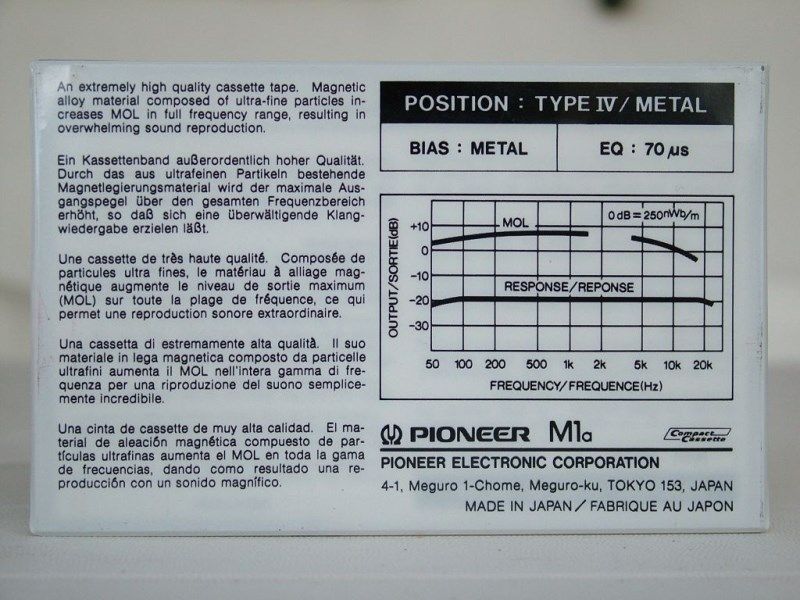 An extremely high quality cassette tape. Magnetic
alloy material composed of ultra-fine particles in-
creases MOL in full frequency range, resulting in
overwhelming sound reproduction.
Ein Kassettenband außerordentlich hoher Qualität.
Durch das aus ultrafeinen Partikeln bestehende
Magnetlegierungsmaterial wird der maximale Aus-
gangspegel über den gesamten Frequenzbereich
erhöht, so daß sich eine überwältigende Klang-
wiedergabe erzielen läßt.
Une cassette de très haute qualité. Composée de
particules ultra fines, le matériau à alliage mag-
nétique augmente le niveau de sortie maximum
(MOL) sur toute la plage de fréquence, ce qui
permet une reproduction sonore extraordinaire.
Una cassetta di estremamente alta qualità. Il suo
materiale in lega magnetica composto da particelle
ultrafini aumenta il MOL nell'intera gamma di fre-
quenza per una riproduzione del suono semplice-
mente incredibile.
Una cinta de cassette de muy alta calidad. El ma-
terial de aleación magnética compuesto de par-
tículas ultrafinas aumenta el MOL en toda la gama
de frecuencias, dando como resultado una re-
producción con un sonido magnífico.
POSITION : TYPE IV / METAL
BIAS : METAL
EQ : 70 μs
OUTPUT/SORTIE(dB)
+10
0
-10
-20
-30
MOL
0 dB = 250nWb/m
RESPONSE/REPONSE
50 100 200 500 1k 2k 5k 10k 20k
FREQUENCY/FREQUENCE(Hz)
PIONEER M1a
Compact Cassette
PIONEER ELECTRONIC CORPORATION
4-1, Meguro 1-Chome, Meguro-ku, TOKYO 153, JAPAN
MADE IN JAPAN / FABRIQUE AU JAPON